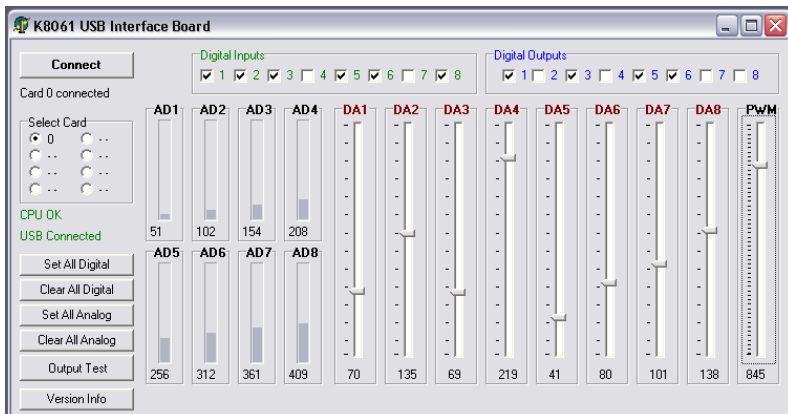 K8061 USB Interface Board
Connect
Card 0 connected
Select Card
0 --
-- --
-- --
-- --
CPU OK
USB Connected
Set All Digital
Clear All Digital
Set All Analog
Clear All Analog
Output Test
Version Info
Digital Inputs
1 2 3 4 5 6 7 8
Digital Outputs
1 2 3 4 5 6 7 8
AD1 AD2 AD3 AD4
51 102 154 208
AD5 AD6 AD7 AD8
256 312 361 409
DA1 DA2 DA3 DA4 DA5 DA6 DA7 DA8 PWM
70 135 69 219 41 80 101 138 845